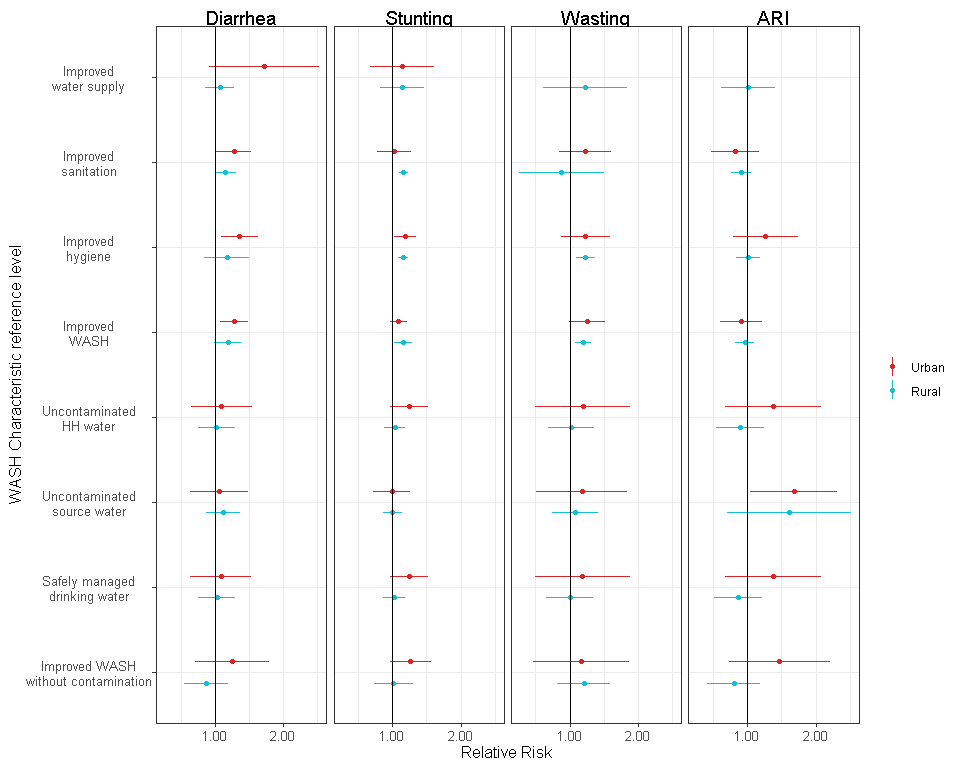 Diarrhea Stunting Wasting ARI
Improved
water supply
Improved
sanitation
Improved
hygiene
Improved
WASH
Uncontaminated
HH water
Uncontaminated
source water
Safely managed
drinking water
Improved WASH
without contamination
WASH Characteristic reference level
Urban
Rural
1.00 2.00 1.00 2.00 1.00 2.00 1.00 2.00
Relative Risk